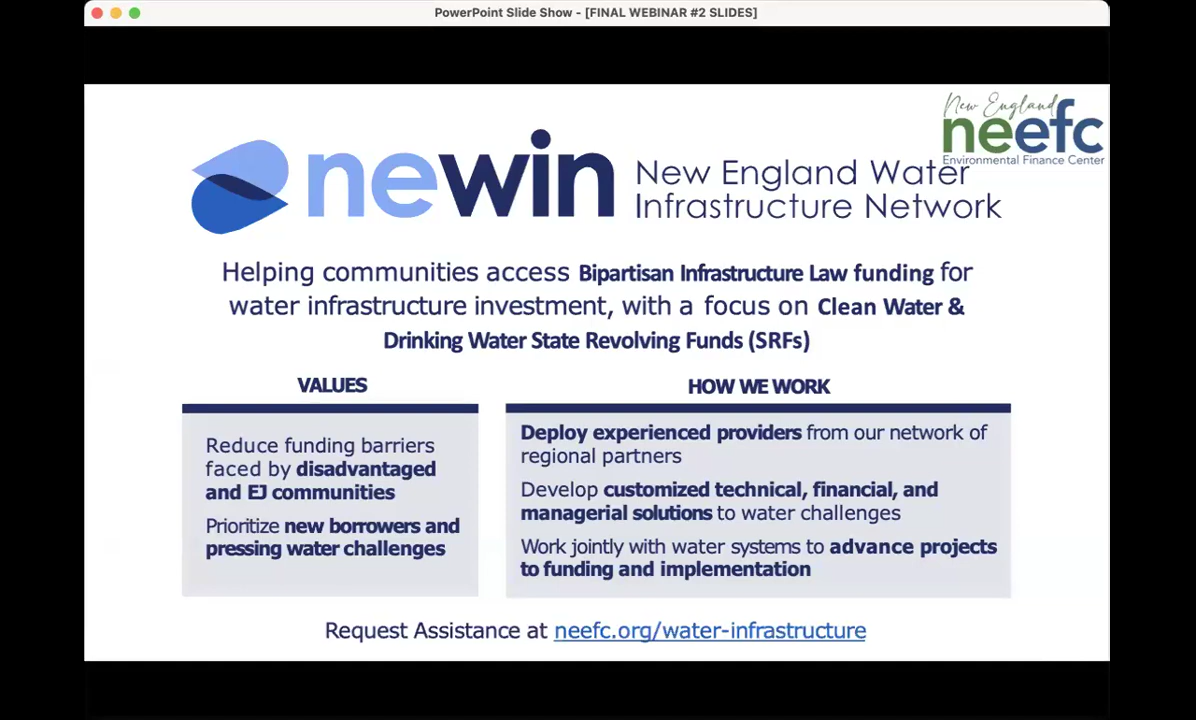 PowerPoint Slide Show - [FINAL WEBINAR #2 SLIDES]
New England
neefc
Environmental Finance Center
newin
New England Water
Infrastructure Network
Helping communities access Bipartisan Infrastructure Law funding for
water infrastructure investment, with a focus on Clean Water &
Drinking Water State Revolving Funds (SRFs)
VALUES
Reduce funding barriers
faced by disadvantaged
and EJ communities
Prioritize new borrowers and
pressing water challenges
HOW WE WORK
Deploy experienced providers from our network of
regional partners
Develop customized technical, financial, and
managerial solutions to water challenges
Work jointly with water systems to advance projects
to funding and implementation
Request Assistance at neefc.org/water-infrastructure